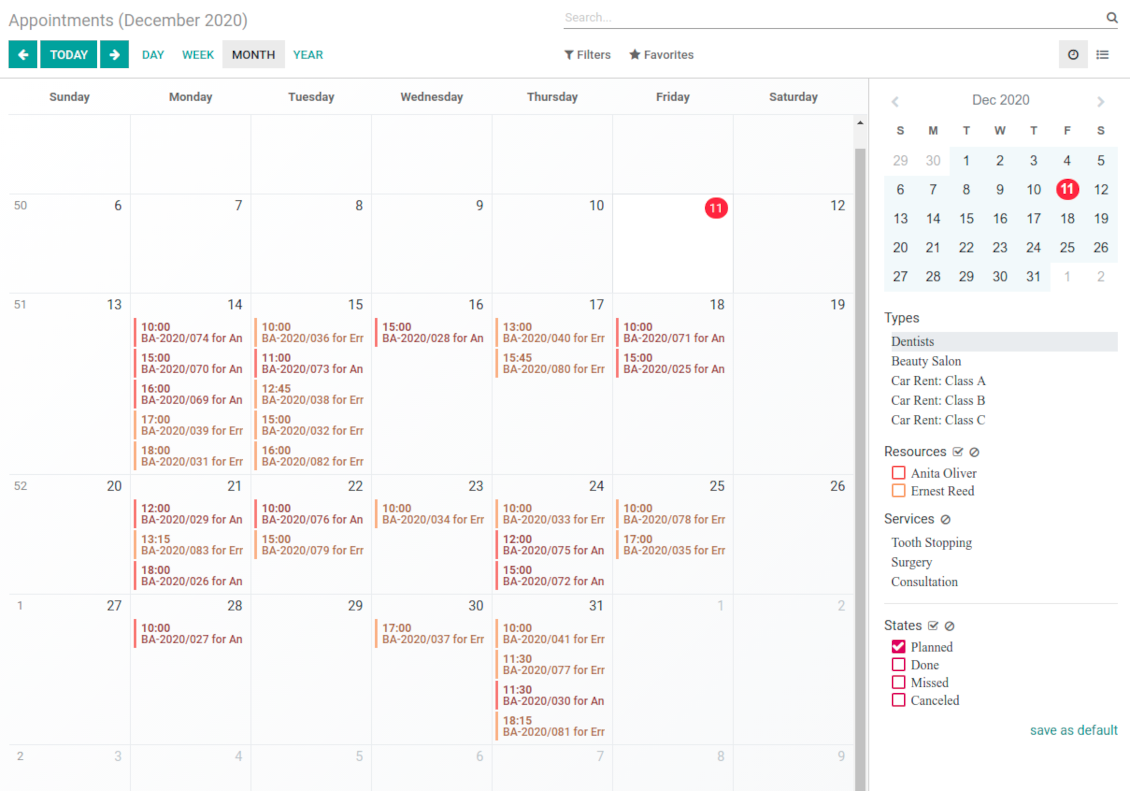 Appointments (December 2020)
Search...
TODAY
DAY WEEK MONTH YEAR
Filters Favorites
Sunday Monday Tuesday Wednesday Thursday Friday Saturday
50 6 7 8 9 10 11 12
51 13 14 15 16 17 18 19
10:00
BA-2020/074 for An
15:00
BA-2020/070 for An
16:00
BA-2020/069 for An
17:00
BA-2020/039 for Err
18:00
BA-2020/031 for Err
10:00
BA-2020/036 for Err
11:00
BA-2020/073 for An
12:45
BA-2020/038 for Err
15:00
BA-2020/032 for Err
16:00
BA-2020/082 for Err
15:00
BA-2020/028 for An
13:00
BA-2020/040 for Err
15:45
BA-2020/080 for Err
10:00
BA-2020/071 for An
15:00
BA-2020/025 for An
52 20 21 22 23 24 25 26
12:00
BA-2020/029 for An
13:15
BA-2020/083 for Err
18:00
BA-2020/026 for An
10:00
BA-2020/076 for An
15:00
BA-2020/079 for Err
10:00
BA-2020/034 for Err
10:00
BA-2020/033 for Err
12:00
BA-2020/075 for An
15:00
BA-2020/072 for An
10:00
BA-2020/078 for Err
17:00
BA-2020/035 for Err
1 27 28 29 30 31 1 2
10:00
BA-2020/027 for An
17:00
BA-2020/037 for Err
10:00
BA-2020/041 for Err
11:30
BA-2020/077 for Err
11:30
BA-2020/030 for An
18:15
BA-2020/081 for Err
2 3 4 5 6 7 8 9
Dec 2020
S M T W T F S
29 30 1 2 3 4 5
6 7 8 9 10 11 12
13 14 15 16 17 18 19
20 21 22 23 24 25 26
27 28 29 30 31 1 2
Types
Dentists
Beauty Salon
Car Rent: Class A
Car Rent: Class B
Car Rent: Class C
Resources
Anita Oliver
Ernest Reed
Services
Tooth Stopping
Surgery
Consultation
States
Planned
Done
Missed
Canceled
save as default